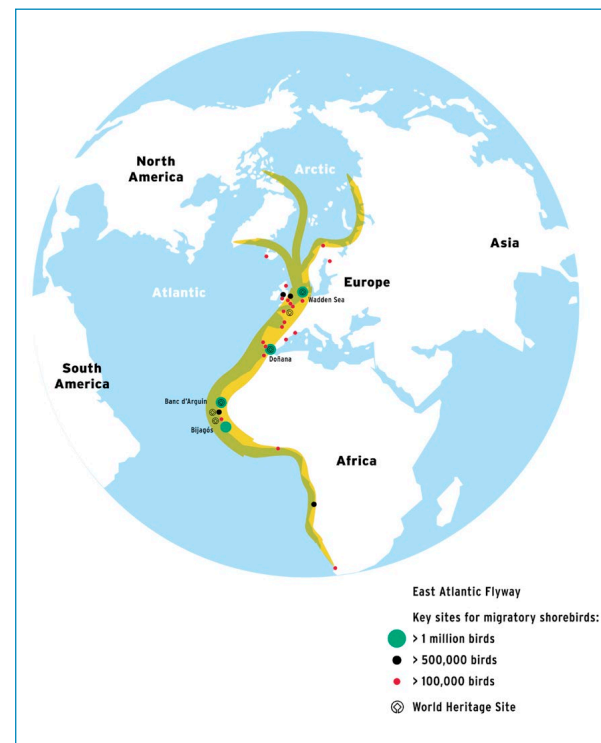 North
America
Arctic
Asia
Europe
Atlantic
Wadden Sea
South
America
Doñana
Banc d'Arguin
Bijagós
Africa
East Atlantic Flyway
Key sites for migratory shorebirds:
> 1 million birds
> 500,000 birds
> 100,000 birds
World Heritage Site